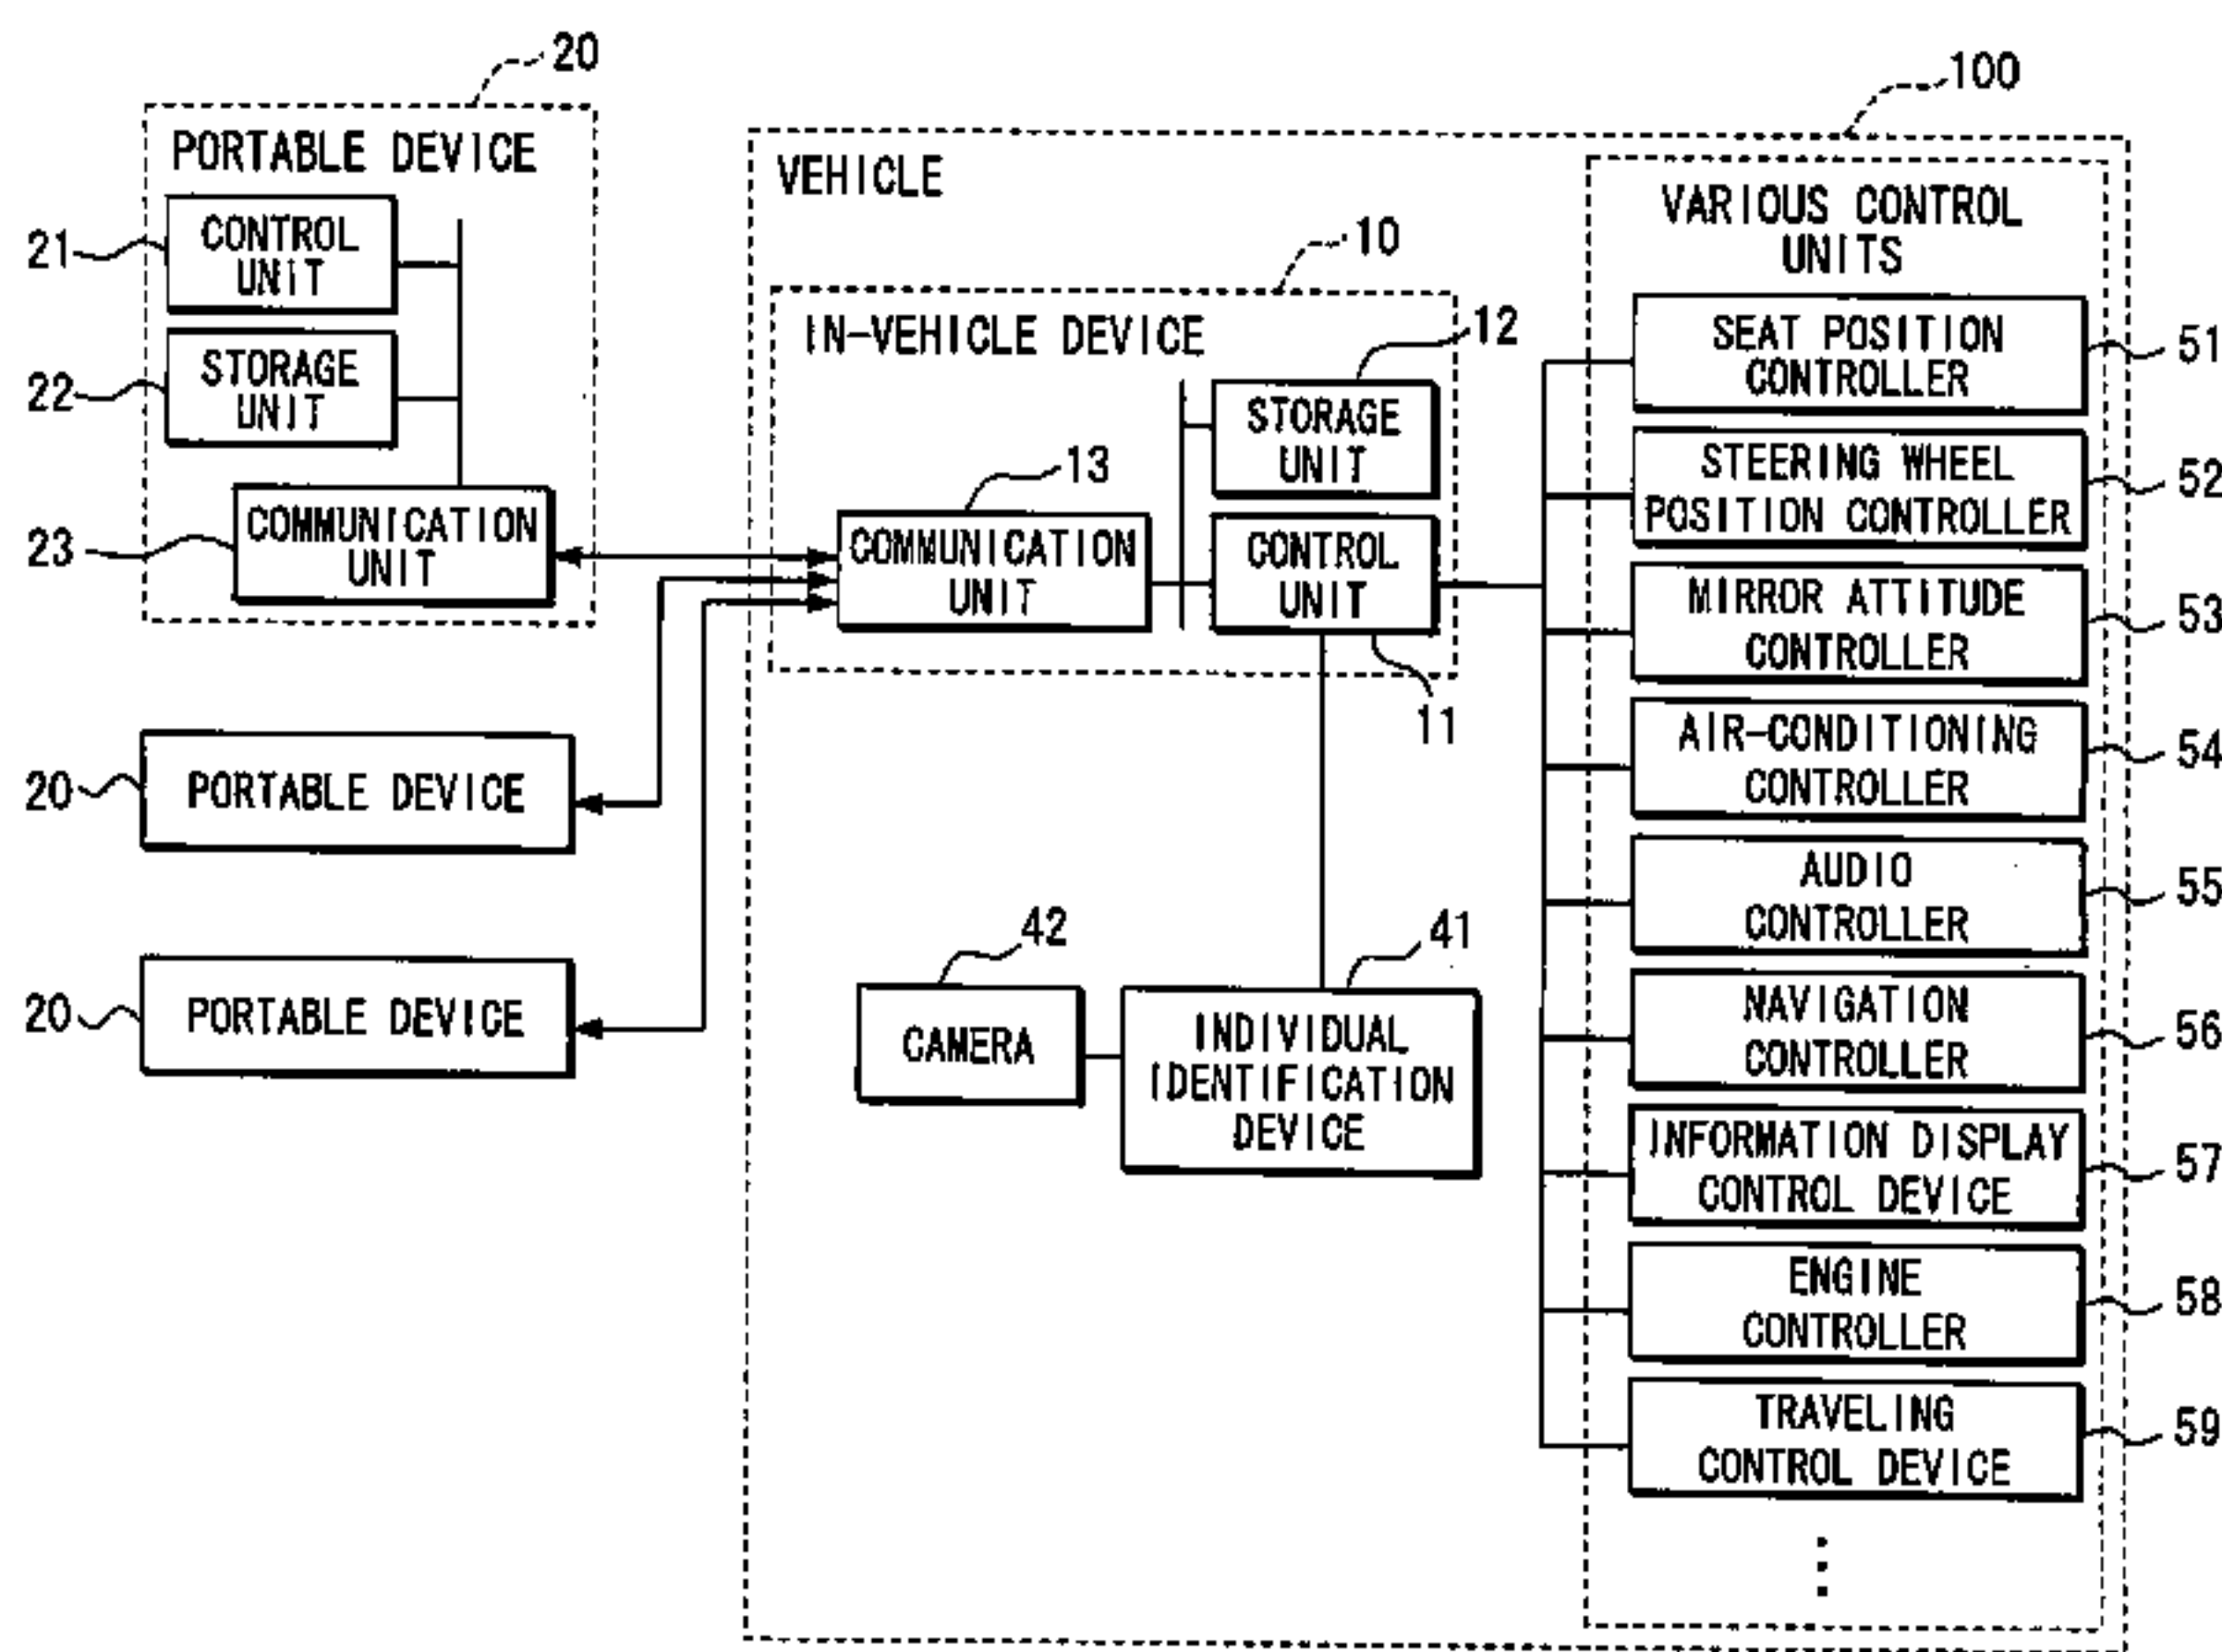 20
PORTABLE DEVICE
21
CONTROL
UNIT
22
STORAGE
UNIT
23
COMMUNICATION
UNIT
20
PORTABLE DEVICE
20
PORTABLE DEVICE
100
VEHICLE
10
IN-VEHICLE DEVICE
12
STORAGE
UNIT
13
COMMUNICATION
UNIT
CONTROL
UNIT
11
42
CAMERA
41
INDIVIDUAL
IDENTIFICATION
DEVICE
VARIOUS CONTROL
UNITS
SEAT POSITION
CONTROLLER
51
STEERING WHEEL
POSITION CONTROLLER
52
MIRROR ATTITUDE
CONTROLLER
53
AIR-CONDITIONING
CONTROLLER
54
AUDIO
CONTROLLER
55
NAVIGATION
CONTROLLER
56
INFORMATION DISPLAY
CONTROL DEVICE
57
ENGINE
CONTROLLER
58
TRAVELING
CONTROL DEVICE
59